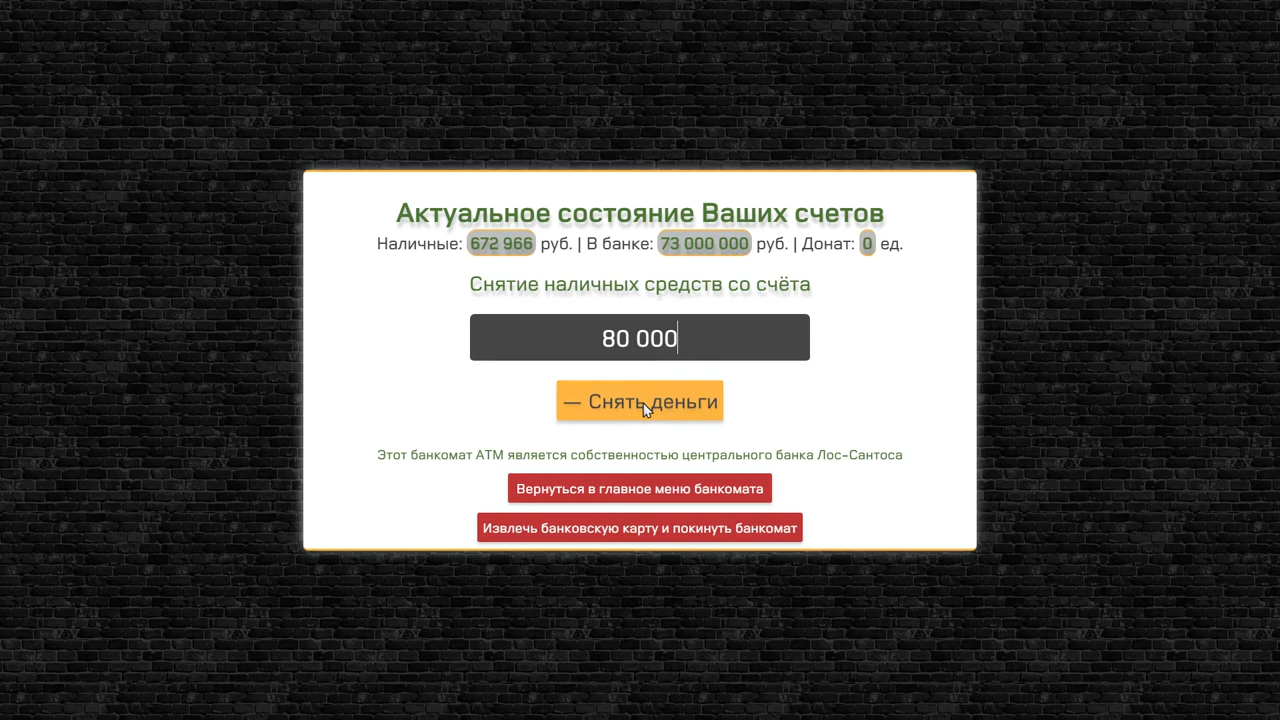 Актуальное состояние Ваших счетов
Наличные: 672 966 руб. | В банке: 73 000 000 руб. | Донат: 0 ед.
Снятие наличных средств со счёта
80 000
— Снять деньги
Этот банкомат ATM является собственностью центрального банка Лос-Сантоса
Вернуться в главное меню банкомата
Извлечь банковскую карту и покинуть банкомат